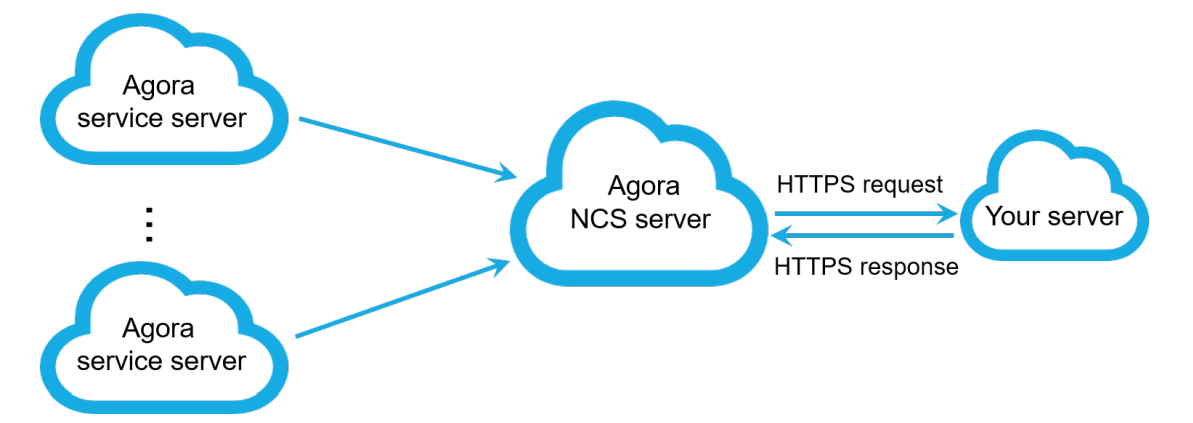 Agora
service server
Agora
NCS server
HTTPS request
Your server
HTTPS response
Agora
service server